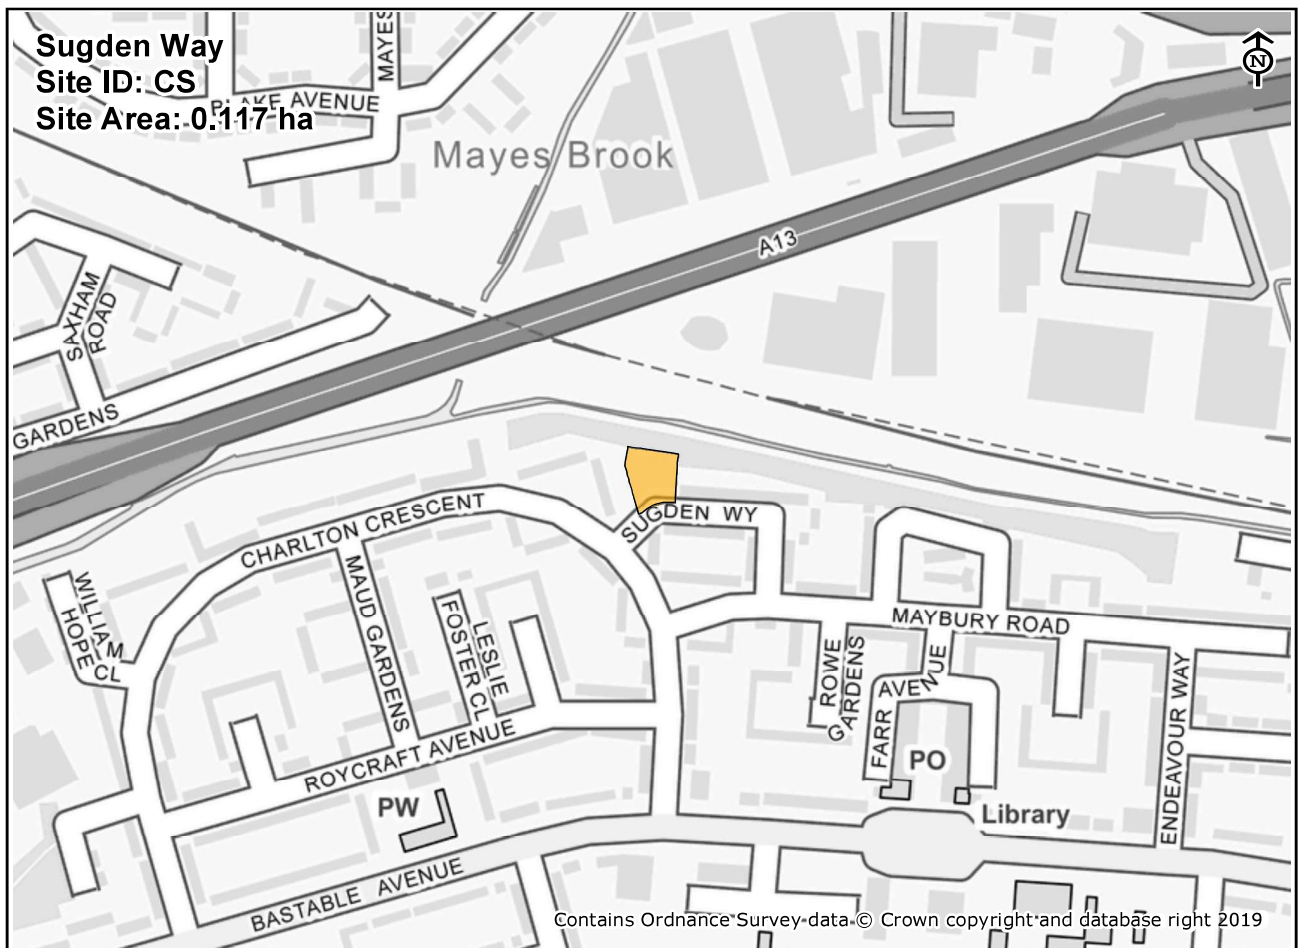 Sugden Way
Site ID: CS
Site Area: 0.117 ha
MAYES
N
BLAKE AVENUE
Mayes Brook
A13
SAXHAM
ROAD
GARDENS
CHARLTON CRESCENT
SUGDEN WY
WILLIAM
HOPE
CL
MAUD GARDENS
LESLIE
FOSTER CL
MAYBURY ROAD
ROWE
GARDENS
FARR AVENUE
ENDEAVOUR WAY
ROYCRAFT AVENUE
PO
PW
Library
BASTABLE AVENUE
Contains Ordnance Survey data © Crown copyright and database right 2019